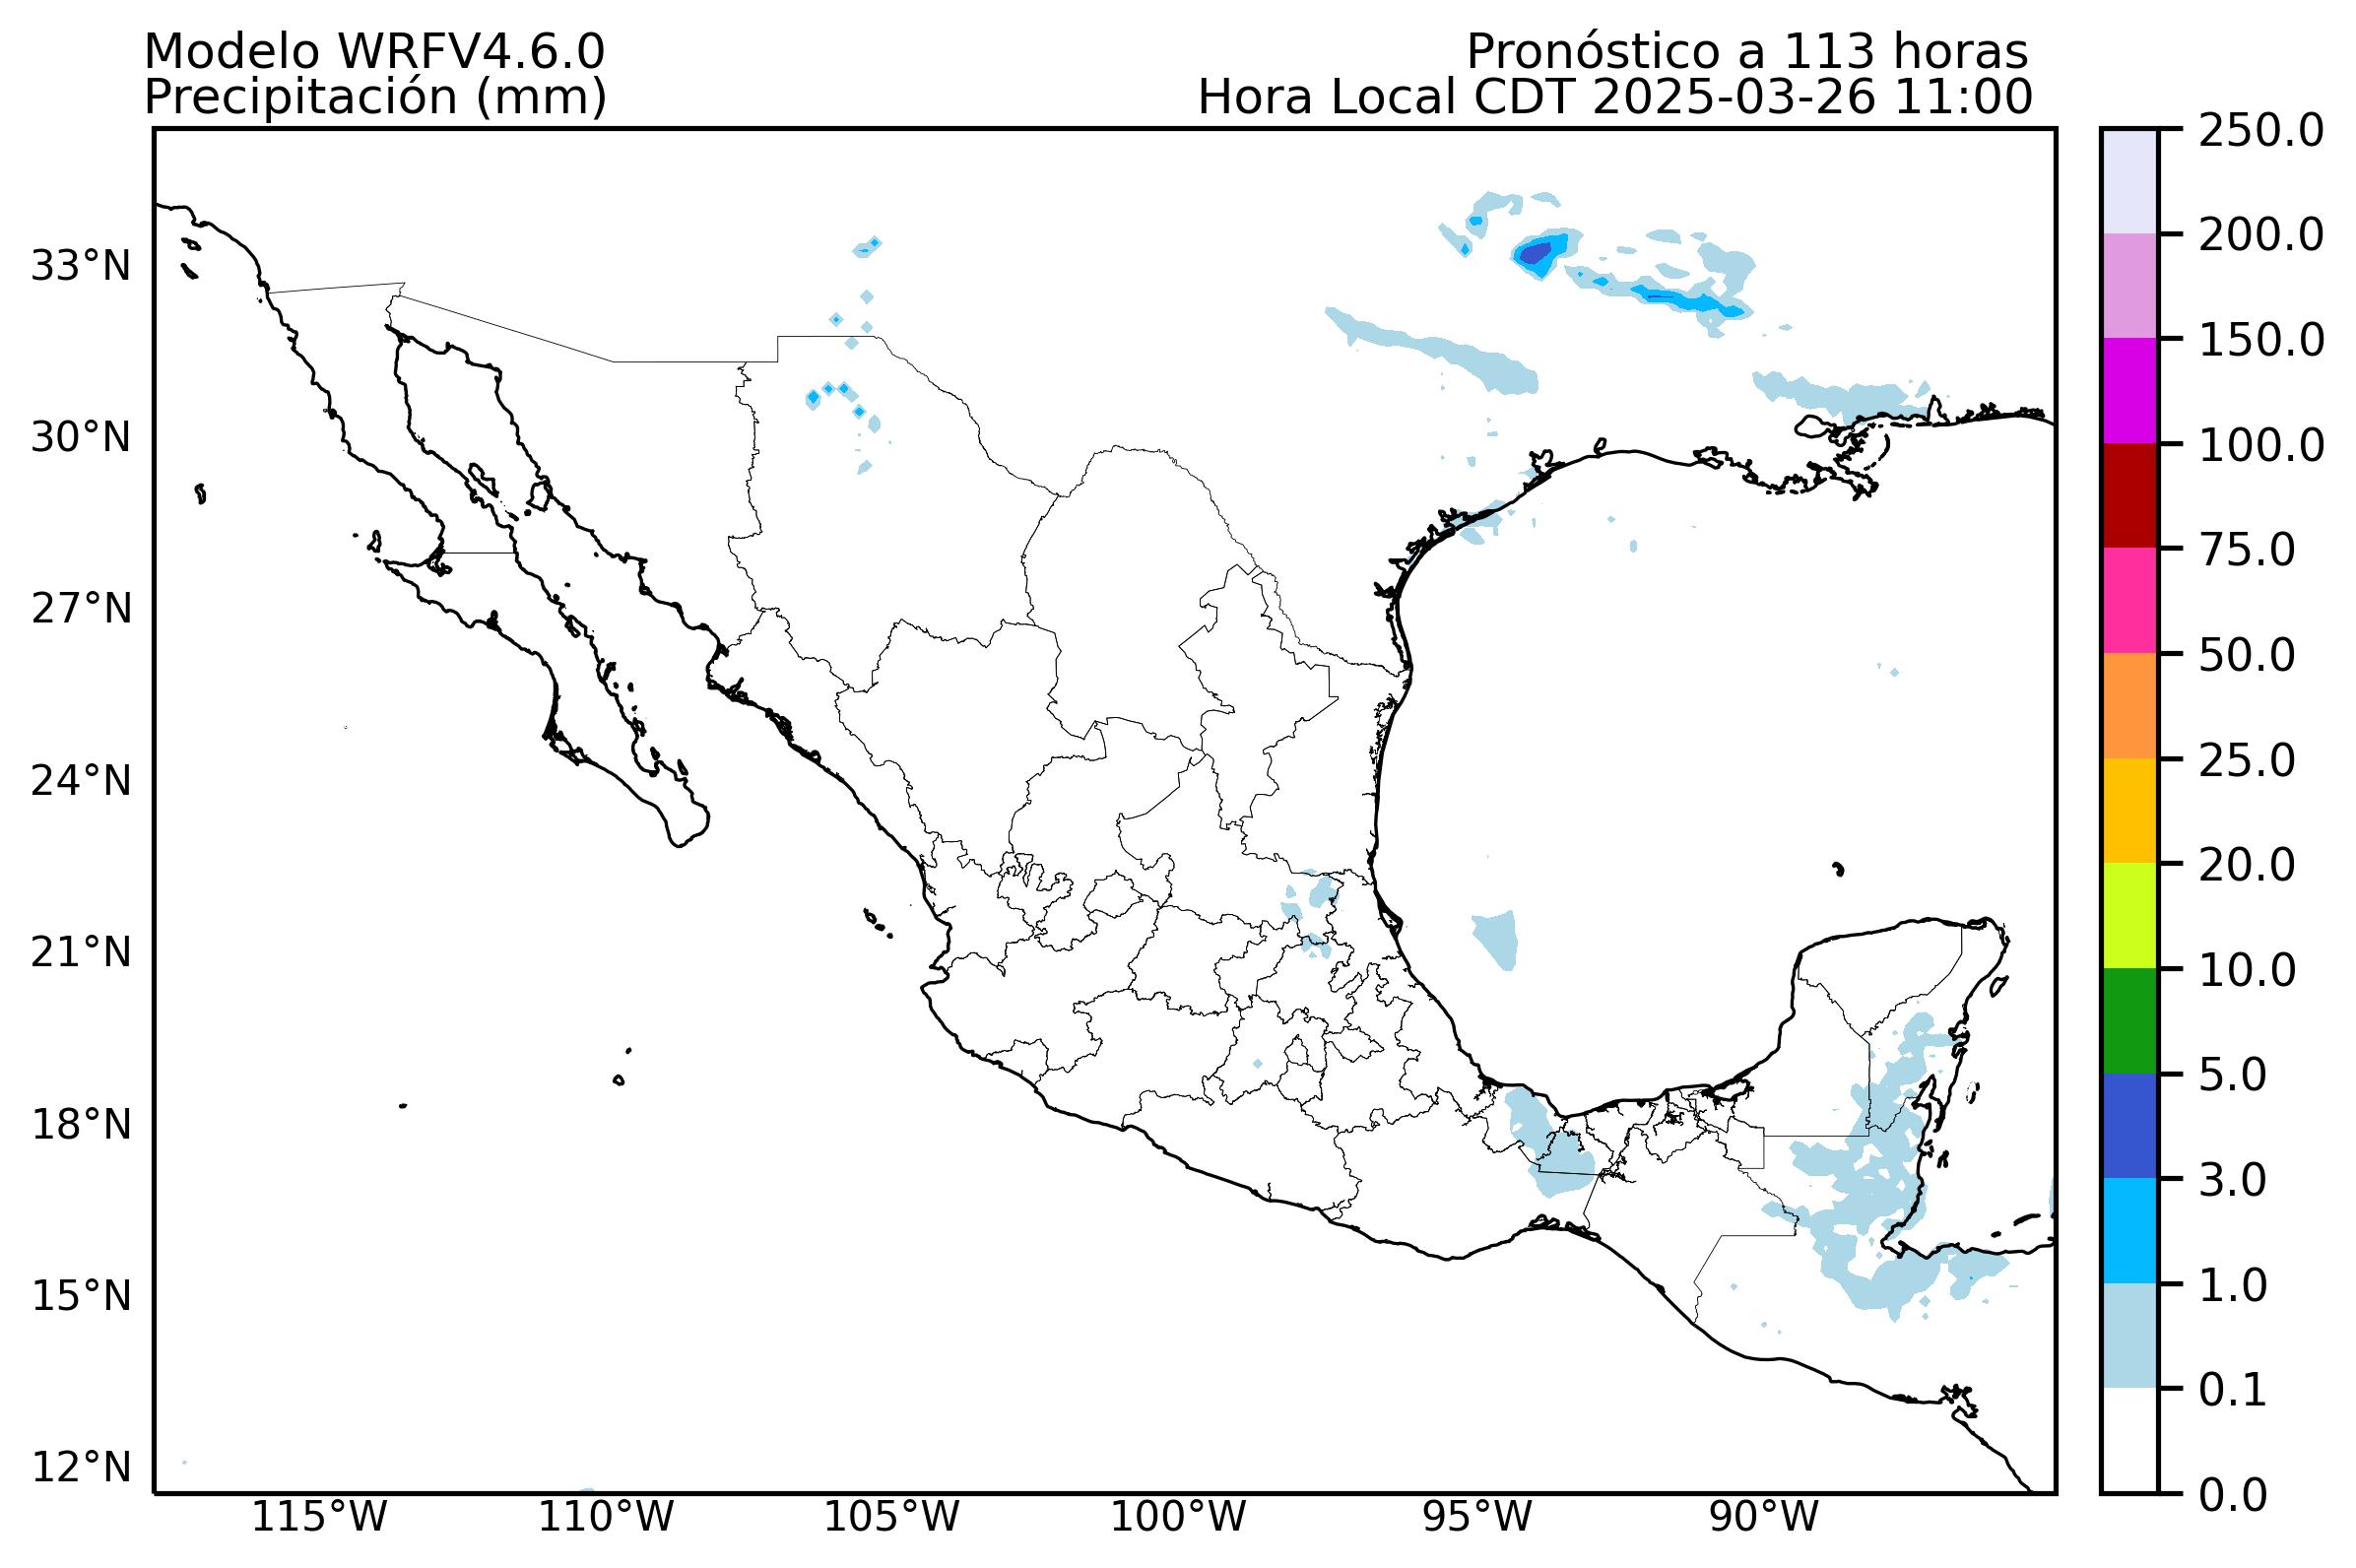 Modelo WRFV4.6.0
Pronóstico a 113 horas
Precipitación (mm)
Hora Local CDT 2025-03-26 11:00
33°N
30°N
27°N
24°N
21°N
18°N
15°N
12°N
115°W
110°W
105°W
100°W
95°W
90°W
250.0
200.0
150.0
100.0
75.0
50.0
25.0
20.0
10.0
5.0
3.0
1.0
0.1
0.0